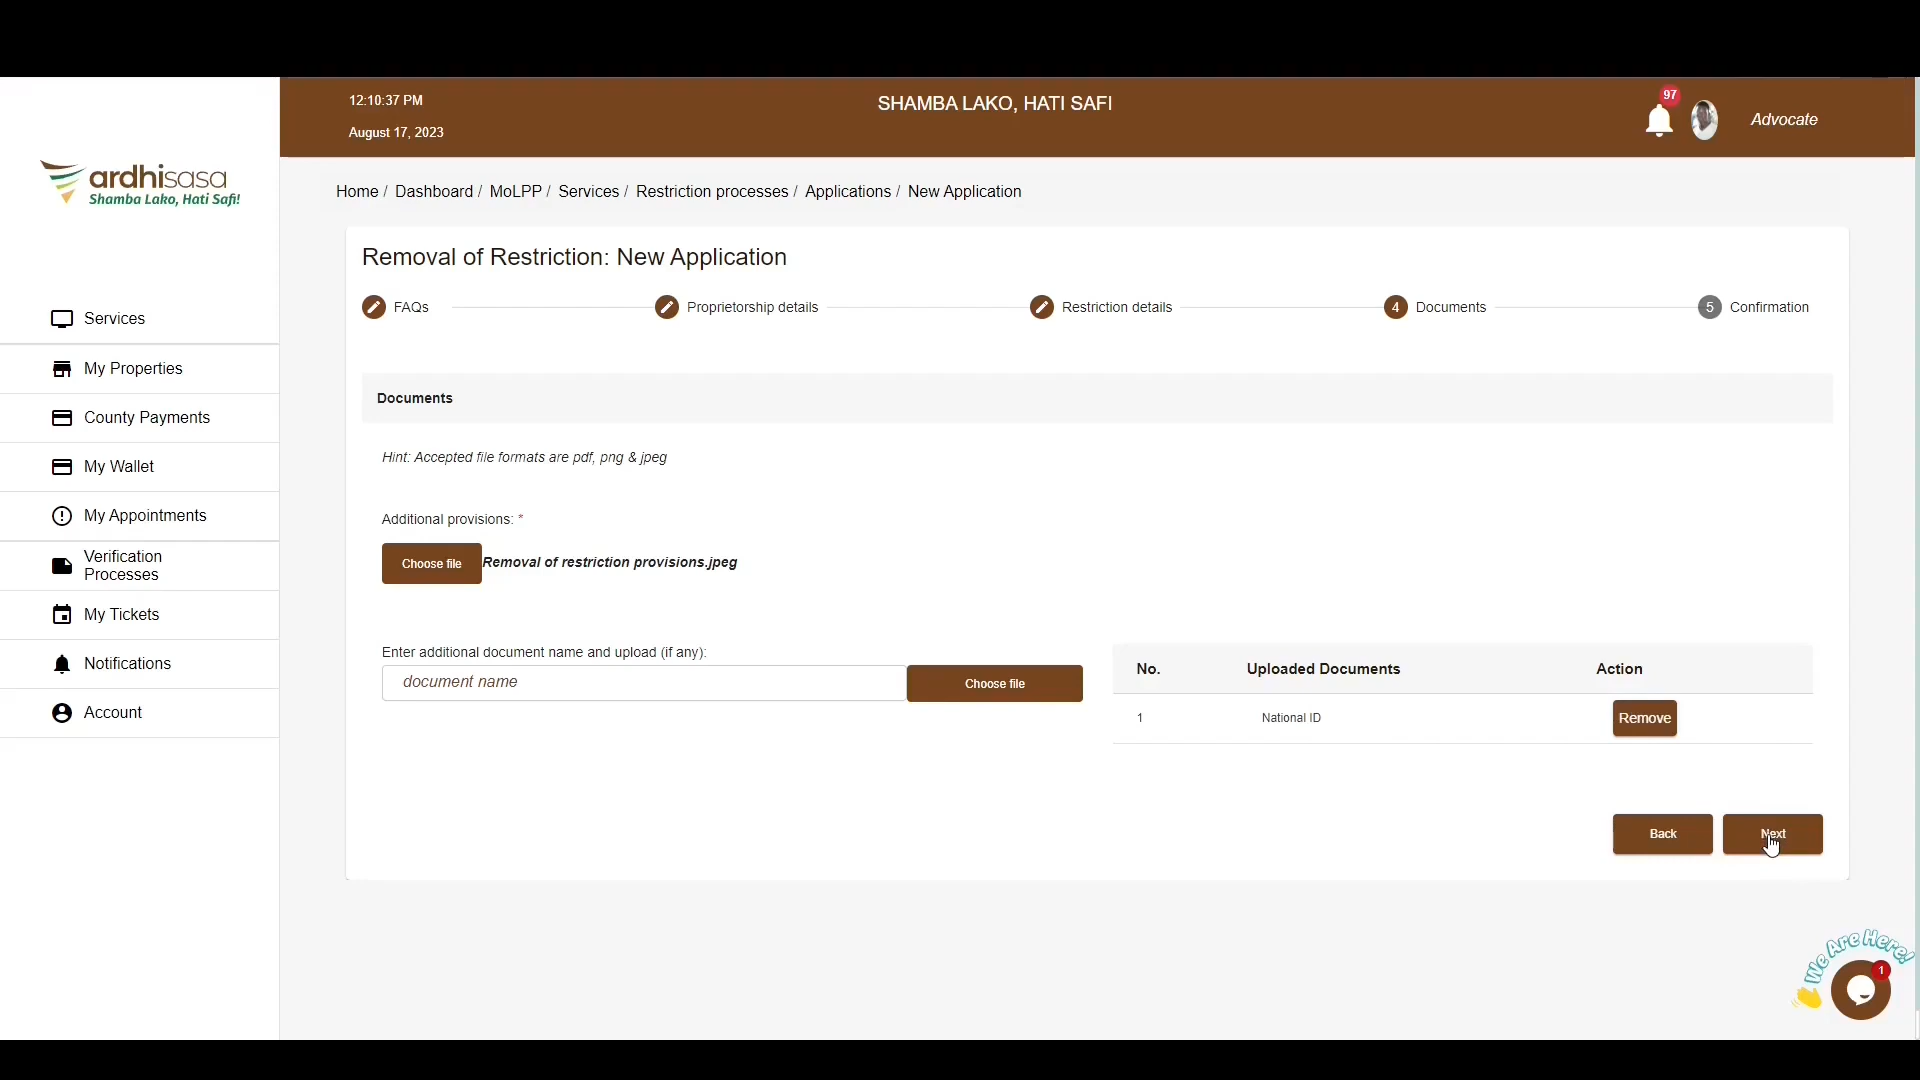 12:10:37 PM
SHAMBA LAKO, HATI SAFI
97
Advocate
August 17, 2023
ardhisasa
Shamba Lako, Hati Safi!
Home / Dashboard / MoLPP / Services / Restriction processes / Applications / New Application
Removal of Restriction: New Application
FAQs
Proprietorship details
Restriction details
4 Documents
5 Confirmation
Services
My Properties
County Payments
My Wallet
My Appointments
Verification
Processes
My Tickets
Notifications
Account
Documents
Hint: Accepted file formats are pdf, png & jpeg
Additional provisions: *
Choose file Removal of restriction provisions.jpeg
Enter additional document name and upload (if any):
document name
Choose file
No. Uploaded Documents Action
1 National ID Remove
Back
Next
We Are Here!
1